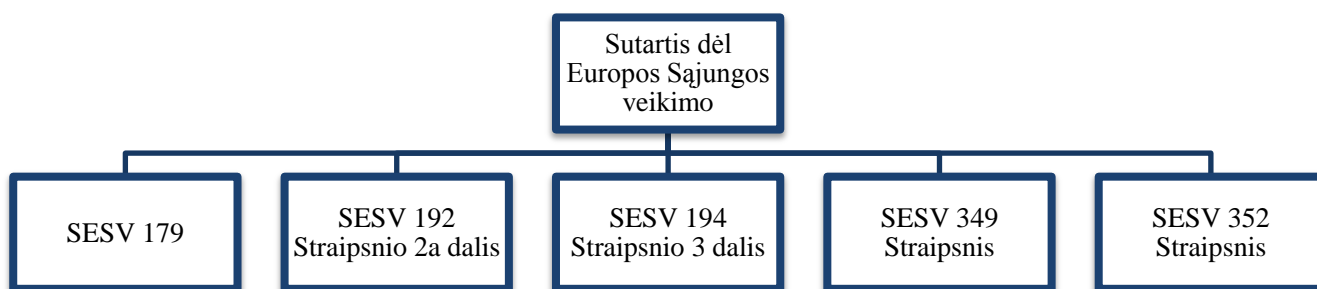 Sutartis dėl
Europos Sąjungos
veikimo
SESV 179
SESV 192
Straipsnio 2a dalis
SESV 194
Straipsnio 3 dalis
SESV 349
Straipsnis
SESV 352
Straipsnis